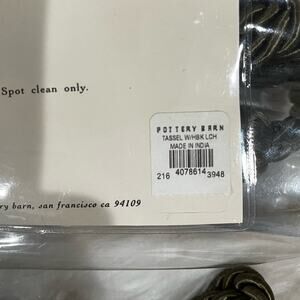 Spot clean only.
POTTERY BARN
TASSEL W/HBK LCH
MADE IN INDIA
216 4078614 3948
ry barn, san francisco ca 94109